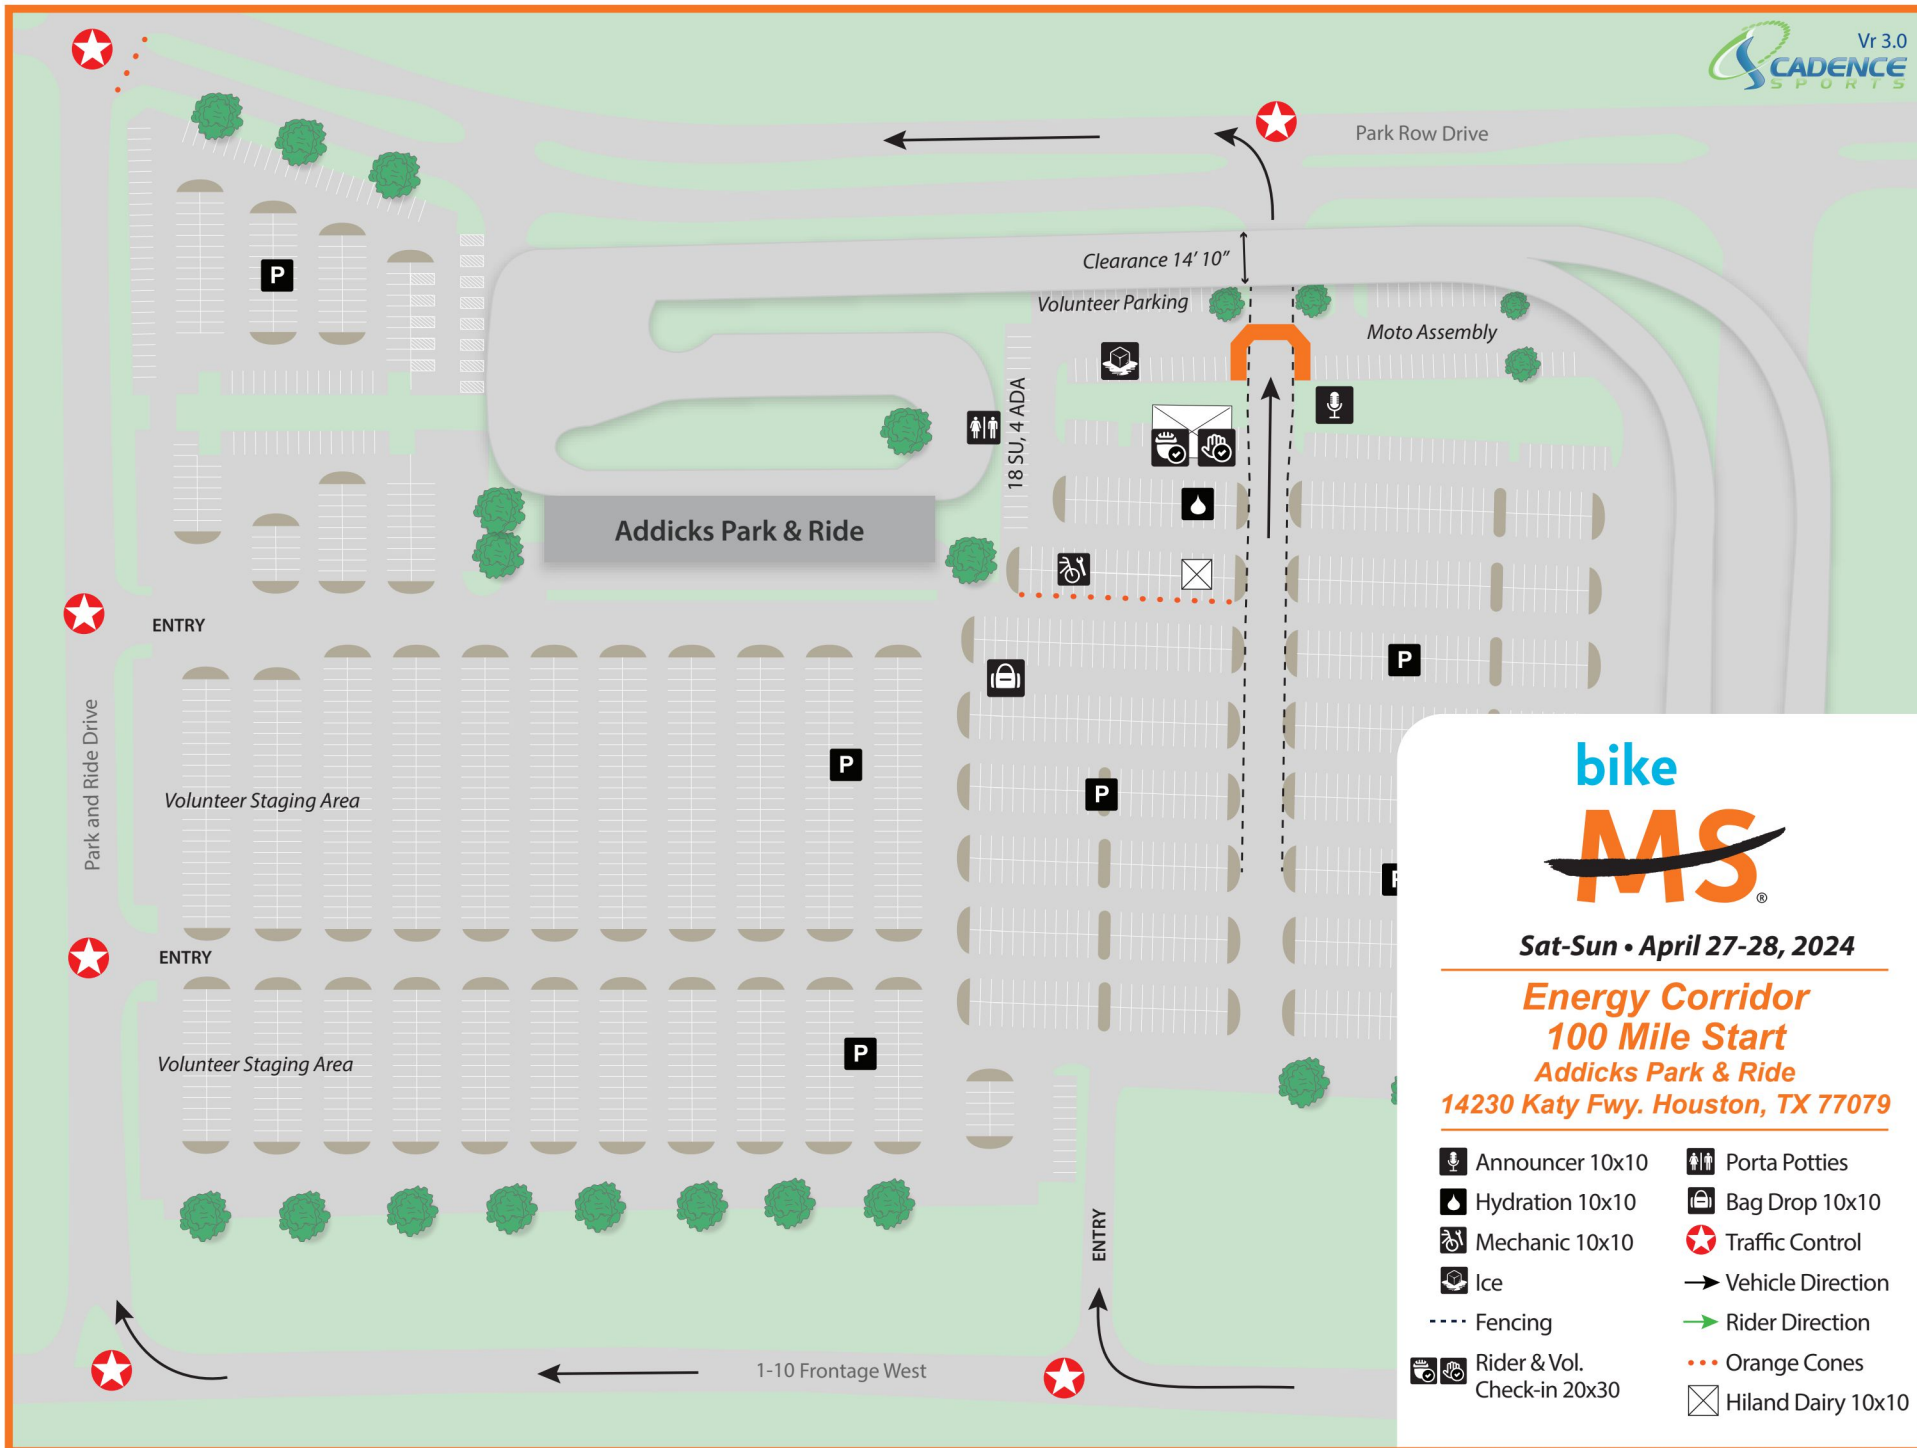 Vr 3.0
CADENCE
SPORTS
Park Row Drive
Clearance 14' 10"
Volunteer Parking
Moto Assembly
P
18 SU, 4 ADA
Addicks Park & Ride
ENTRY
P
Park and Ride Drive
Volunteer Staging Area
P
P
ENTRY
Volunteer Staging Area
P
ENTRY
1-10 Frontage West
bike
MS®
Sat-Sun • April 27-28, 2024
Energy Corridor
100 Mile Start
Addicks Park & Ride
14230 Katy Fwy. Houston, TX 77079
Announcer 10x10
Hydration 10x10
Mechanic 10x10
Ice
Fencing
Rider & Vol.
Check-in 20x30
Porta Potties
Bag Drop 10x10
Traffic Control
Vehicle Direction
Rider Direction
Orange Cones
Hiland Dairy 10x10